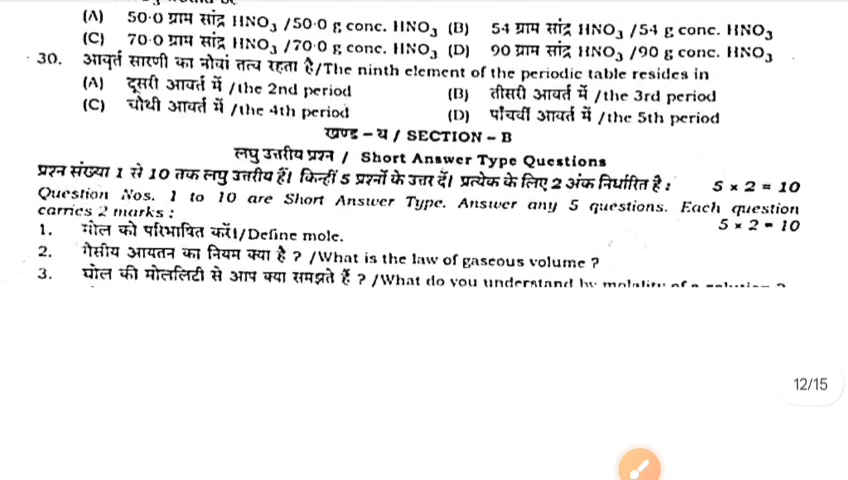 (A) 50·0 ग्राम सांद्र HNO3 /50·0 g conc. HNO3 (B) 54 ग्राम सांद्र HNO3 /54 g conc. HNO3
(C) 70·0 ग्राम सांद्र HNO3 /70·0 g conc. HNO3 (D) 90 ग्राम सांद्र HNO3 /90 g conc. HNO3
30. आवर्त सारणी का नौवां तत्व रहता है/The ninth element of the periodic table resides in
(A) दूसरी आवर्त में /the 2nd period (B) तीसरी आवर्त में /the 3rd period
(C) चौथी आवर्त में /the 4th period (D) पाँचवीं आवर्त में /the 5th period
खण्ड – ब / SECTION – B
लघु उत्तरीय प्रश्न / Short Answer Type Questions
प्रश्न संख्या 1 से 10 तक लघु उत्तरीय हैं। किन्हीं 5 प्रश्नों के उत्तर दें। प्रत्येक के लिए 2 अंक निर्धारित है : 5 × 2 = 10
Question Nos. 1 to 10 are Short Answer Type. Answer any 5 questions. Each question
carries 2 marks : 5 × 2 = 10
1. मोल को परिभाषित करें।/Define mole.
2. गैसीय आयतन का नियम क्या है ? /What is the law of gaseous volume ?
3. घोल की मोललिटी से आप क्या समझते हैं ? /What do you understand by molality of a solution ?
12/15